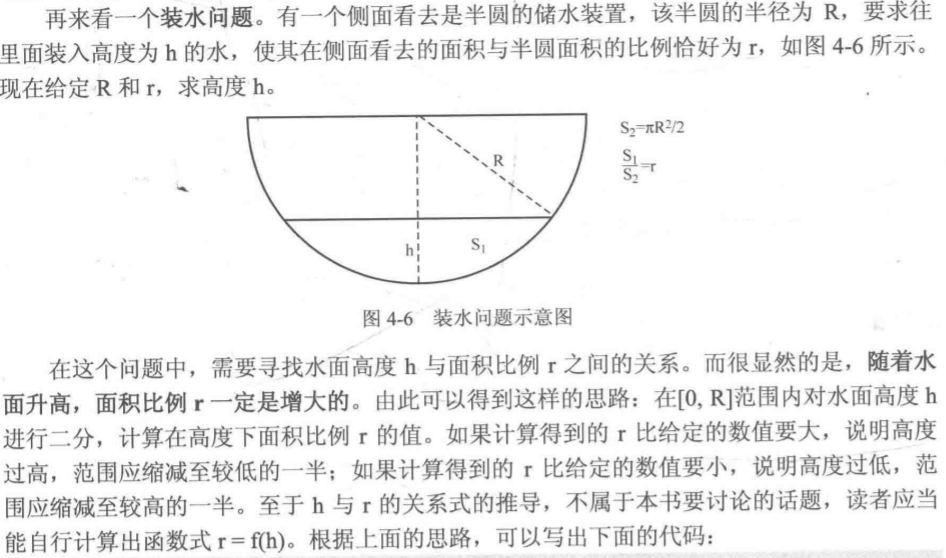 再来看一个装水问题。有一个侧面看去是半圆的储水装置，该半圆的半径为 R，要求往
里面装入高度为 h 的水，使其在侧面看去的面积与半圆面积的比例恰好为 r，如图 4-6 所示。
现在给定 R 和 r，求高度 h。
S₂=πR²/2
S₁/S₂=r
R
h
S₁
图 4-6 装水问题示意图
在这个问题中，需要寻找水面高度 h 与面积比例 r 之间的关系。而很显然的是，随着水
面升高，面积比例 r 一定是增大的。由此可以得到这样的思路：在[0, R]范围内对水面高度 h
进行二分，计算在高度下面积比例 r 的值。如果计算得到的 r 比给定的数值要大，说明高度
过高，范围应缩减至较低的一半；如果计算得到的 r 比给定的数值要小，说明高度过低，范
围应缩减至较高的一半。至于 h 与 r 的关系式的推导，不属于本书要讨论的话题，读者应当
能自行计算出函数式 r = f(h)。根据上面的思路，可以写出下面的代码：